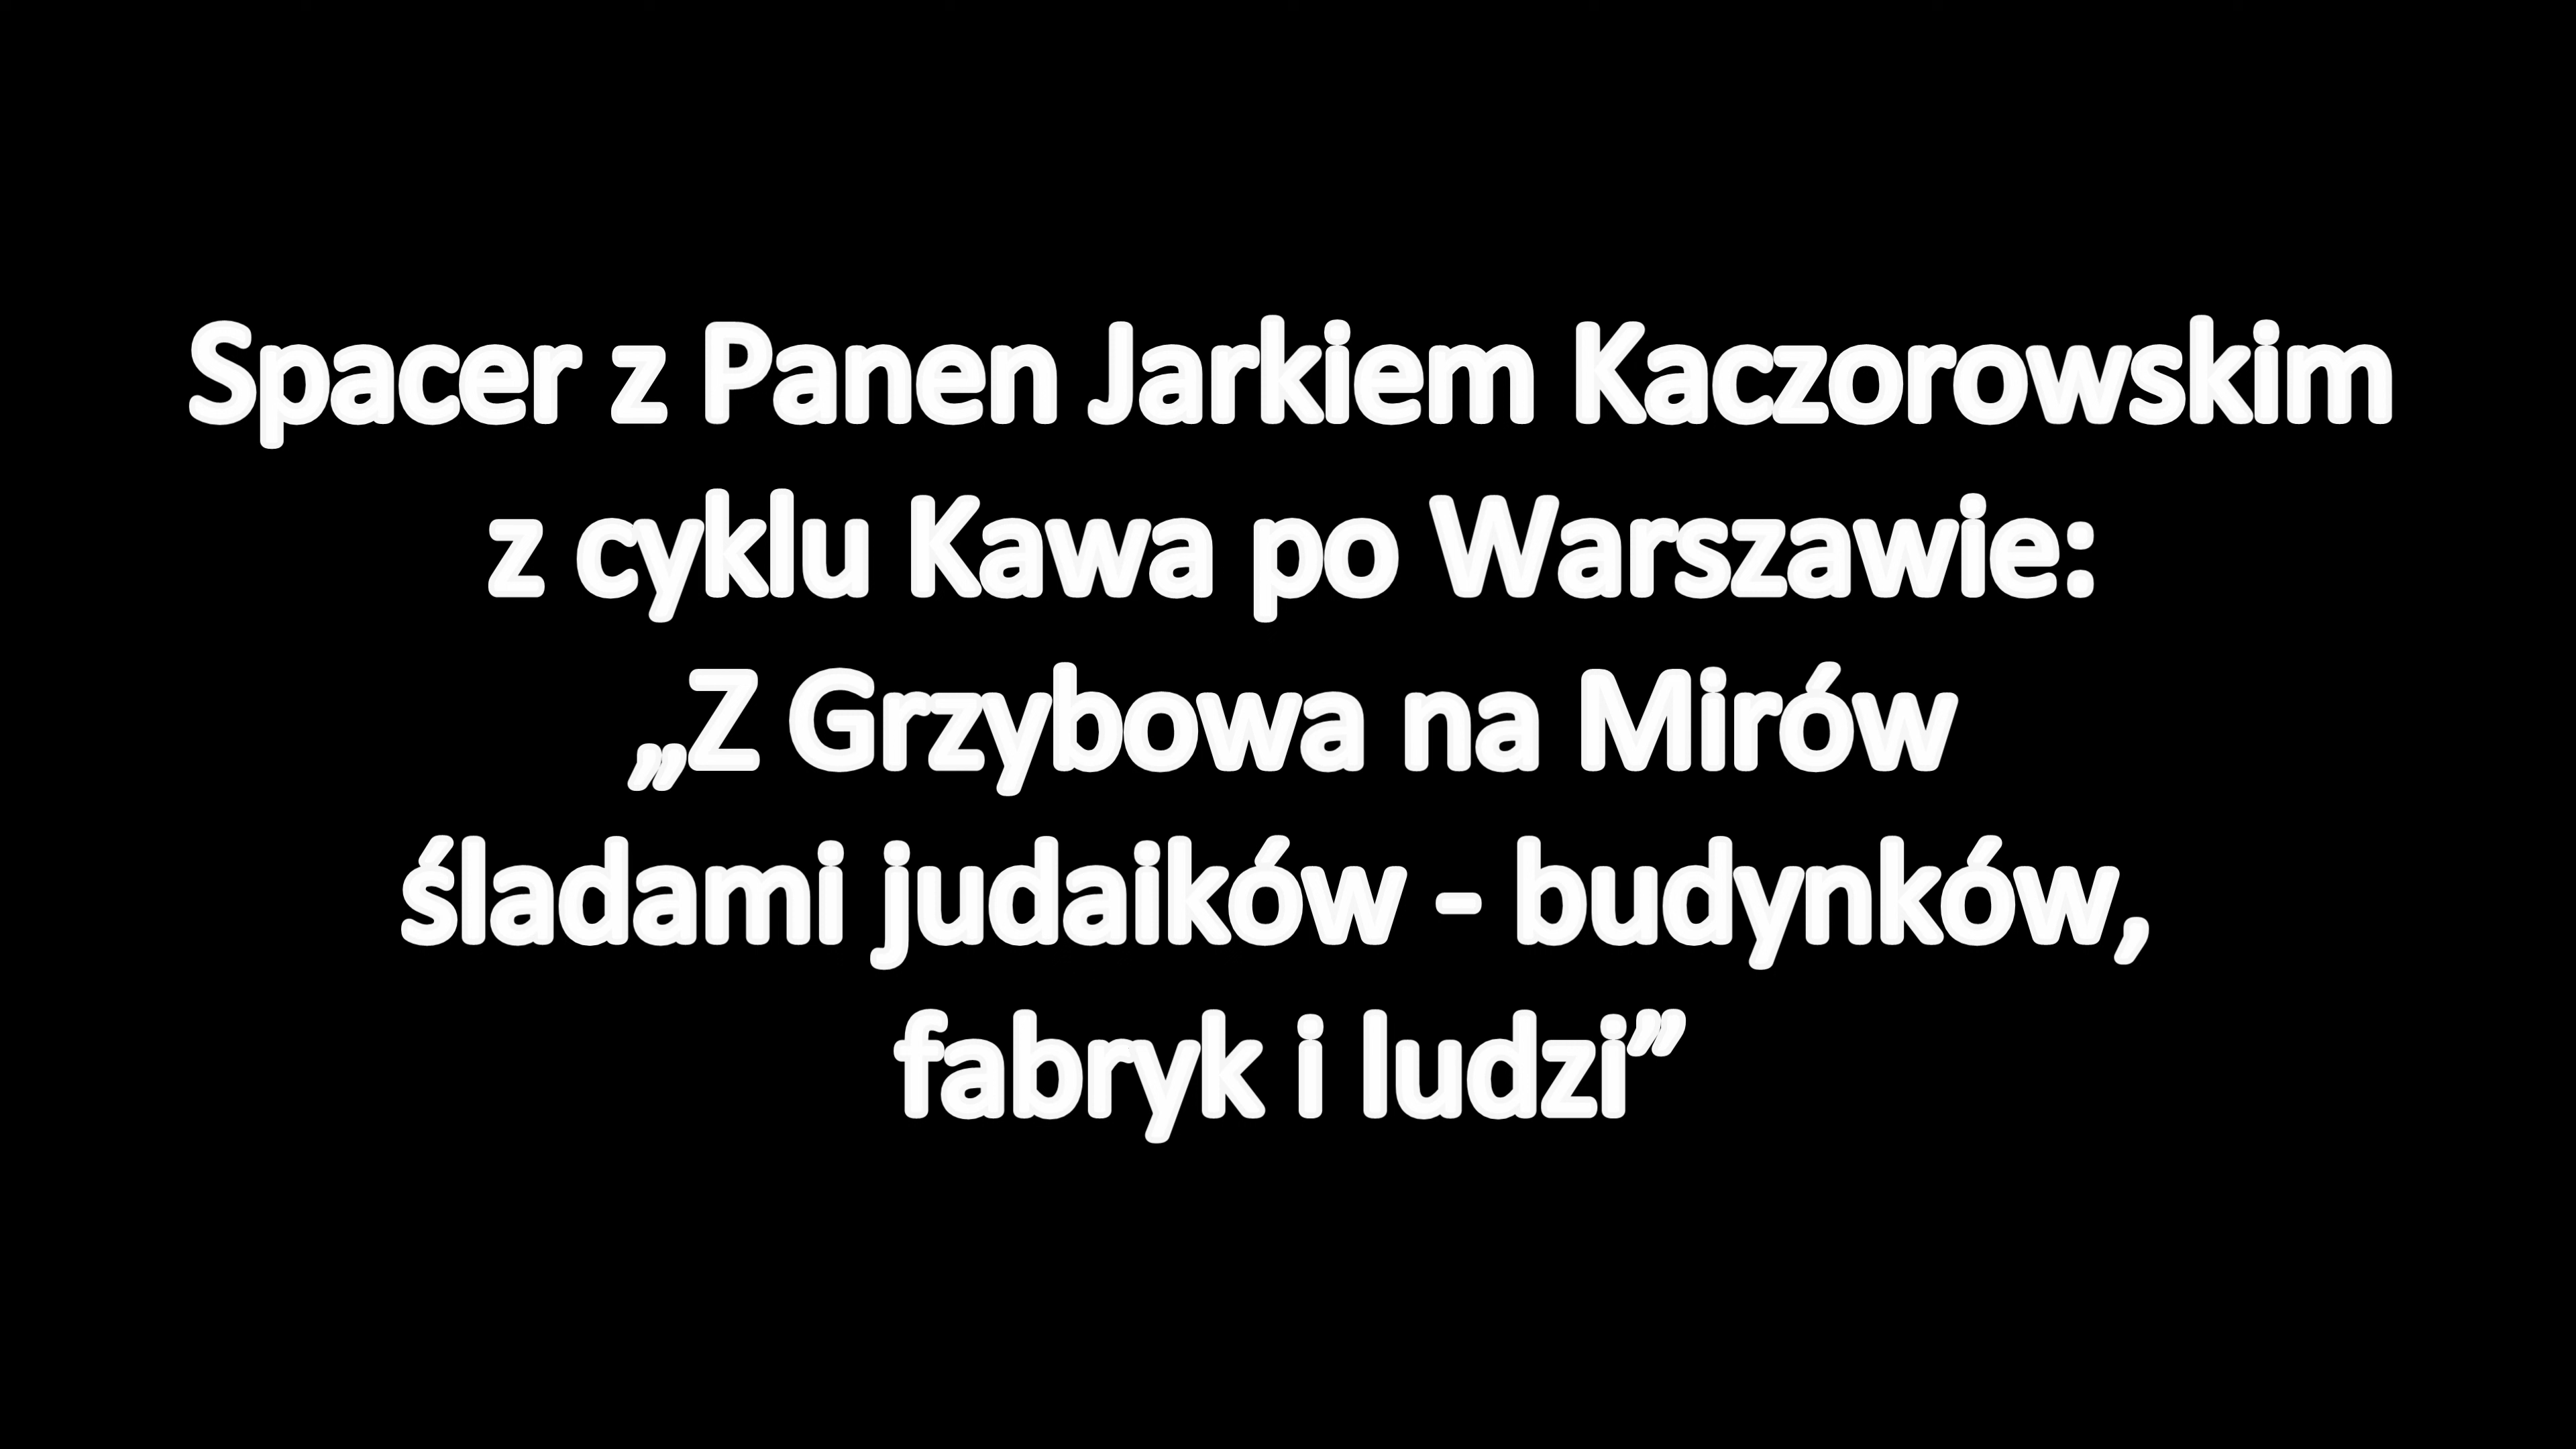 Spacer z Panen Jarkiem Kaczorowskim
z cyklu Kawa po Warszawie:
„Z Grzybowa na Mirów
śladami judaików - budynków,
fabryk i ludzi”